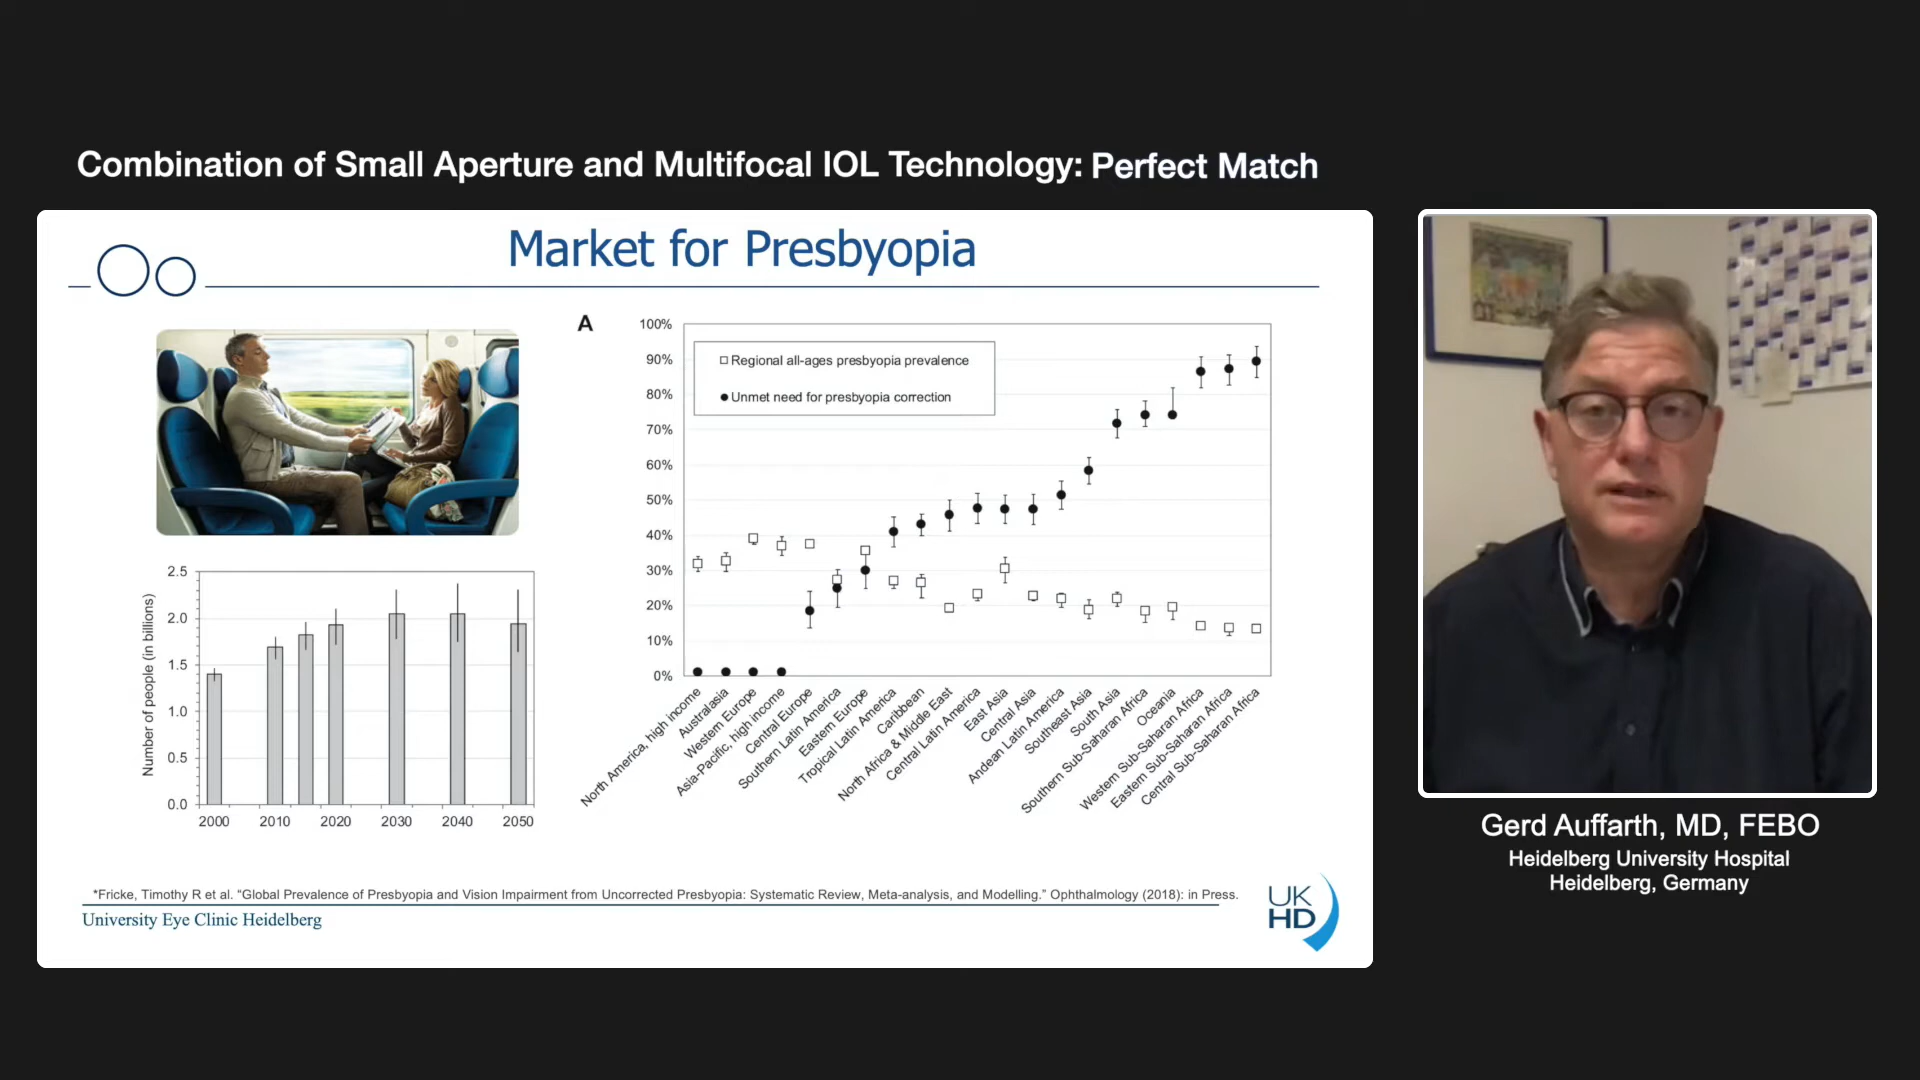 Combination of Small Aperture and Multifocal IOL Technology: Perfect Match
Market for Presbyopia
A
100%
90%
80%
70%
60%
50%
40%
30%
20%
10%
0%
Regional all-ages presbyopia prevalence
Unmet need for presbyopia correction
North America, high income
Australasia
Western Europe
Asia-Pacific, high income
Central Europe
Southern Latin America
Eastern Europe
Tropical Latin America
Caribbean
North Africa & Middle East
Central Latin America
East Asia
Central Asia
Andean Latin America
Southeast Asia
South Asia
Southern Sub-Saharan Africa
Oceania
Western Sub-Saharan Africa
Eastern Sub-Saharan Africa
Central Sub-Saharan Africa
Number of people (in billions)
2.5
2.0
1.5
1.0
0.5
0.0
2000 2010 2020 2030 2040 2050
*Fricke, Timothy R et al. “Global Prevalence of Presbyopia and Vision Impairment from Uncorrected Presbyopia: Systematic Review, Meta-analysis, and Modelling.” Ophthalmology (2018): in Press.
University Eye Clinic Heidelberg
UK
HD
Gerd Auffarth, MD, FEBO
Heidelberg University Hospital
Heidelberg, Germany